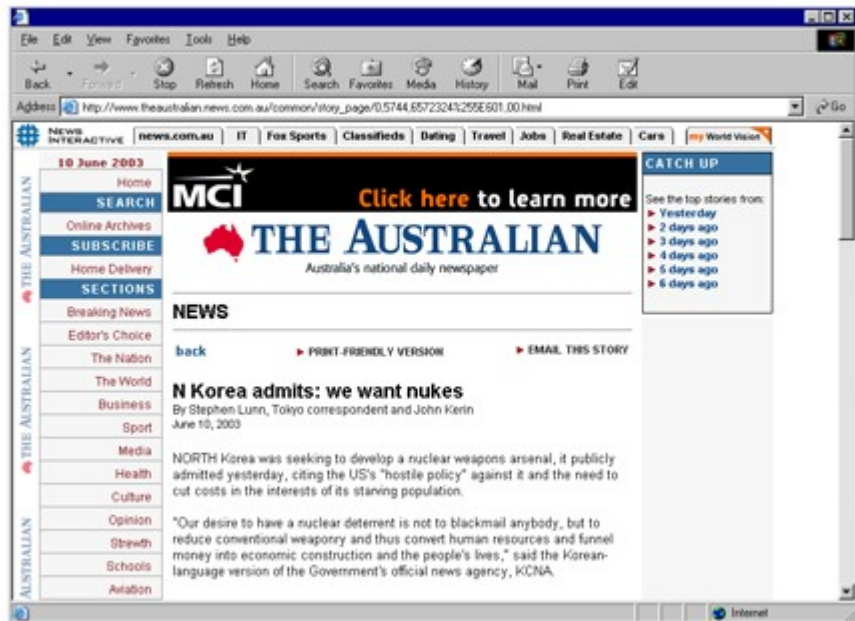 File Edit View Favorites Tools Help
Back Forward Stop Refresh Home Search Favorites Media History Mail Print Edit
Address http://www.theaustralian.news.com.au/common/story_page/0,5744,6572324%255E601,00.html Go
NEWS INTERACTIVE news.com.au IT Fox Sports Classifieds Dating Travel Jobs Real Estate Cars my World Vision
10 June 2003
Home
SEARCH
Online Archives
SUBSCRIBE
Home Delivery
SECTIONS
Breaking News
Editor's Choice
The Nation
The World
Business
Sport
Media
Health
Culture
Opinion
Strewth
Schools
Aviation
THE AUSTRALIAN
THE AUSTRALIAN
AUSTRALIAN
MCI Click here to learn more
THE AUSTRALIAN
Australia's national daily newspaper
NEWS
back PRINT-FRIENDLY VERSION EMAIL THIS STORY
N Korea admits: we want nukes
By Stephen Lunn, Tokyo correspondent and John Kerin
June 10, 2003
NORTH Korea was seeking to develop a nuclear weapons arsenal, it publicly
admitted yesterday, citing the US's "hostile policy" against it and the need to
cut costs in the interests of its starving population.
"Our desire to have a nuclear deterrent is not to blackmail anybody, but to
reduce conventional weaponry and thus convert human resources and funnel
money into economic construction and the people's lives," said the Korean-
language version of the Government's official news agency, KCNA.
CATCH UP
See the top stories from:
Yesterday
2 days ago
3 days ago
4 days ago
5 days ago
6 days ago
Internet